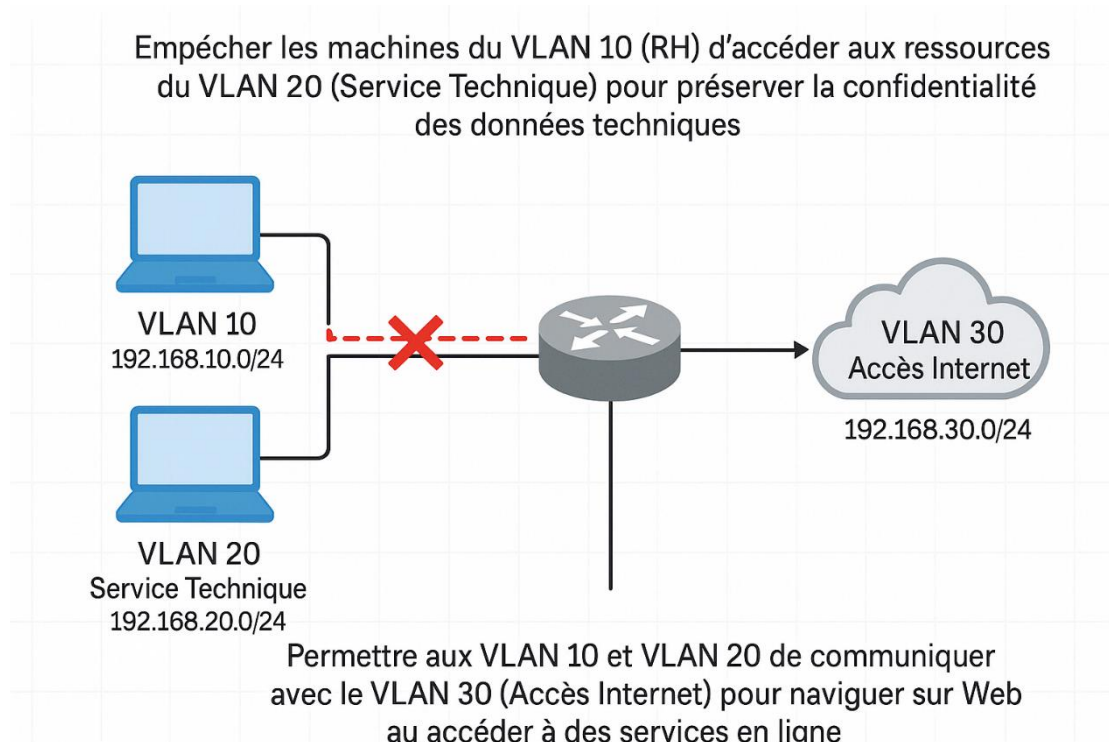 Empécher les machines du VLAN 10 (RH) d'accéder aux ressources
du VLAN 20 (Service Technique) pour préserver la confidentialité
des données techniques
VLAN 10
192.168.10.0/24
VLAN 30
Accès Internet
192.168.30.0/24
VLAN 20
Service Technique
192.168.20.0/24
Permettre aux VLAN 10 et VLAN 20 de communiquer
avec le VLAN 30 (Accès Internet) pour naviguer sur Web
au accéder à des services en ligne